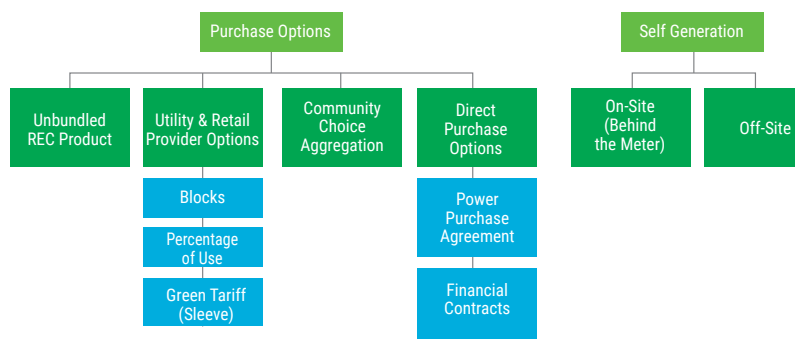 Purchase Options
Self Generation
Unbundled
REC Product
Utility & Retail
Provider Options
Community
Choice
Aggregation
Direct
Purchase
Options
On-Site
(Behind
the Meter)
Off-Site
Blocks
Percentage
of Use
Green Tariff
(Sleeve)
Power
Purchase
Agreement
Financial
Contracts